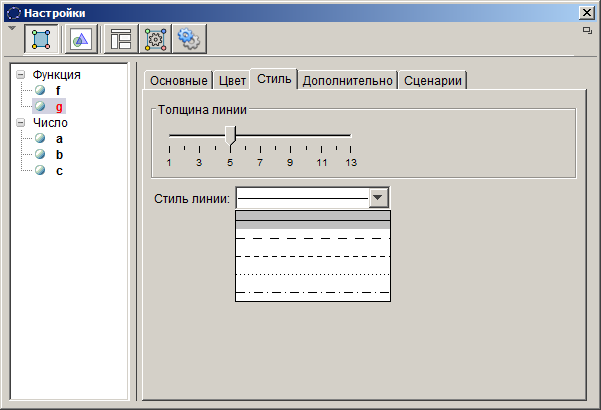 Настройки
Основные Цвет Стиль Дополнительно Сценарии
Функция
f
g
Число
a
b
c
Толщина линии
1 3 5 7 9 11 13
Стиль линии: